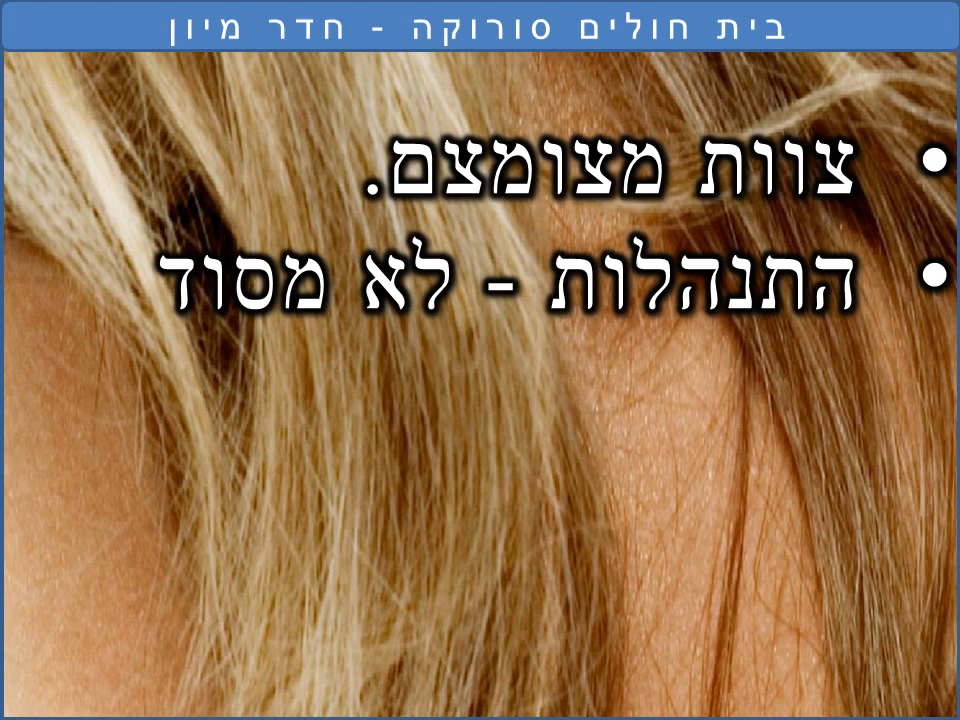 בית חולים סורוקה - חדר מיון
• צוות מצומצם.
• התנהלות - לא מסוד